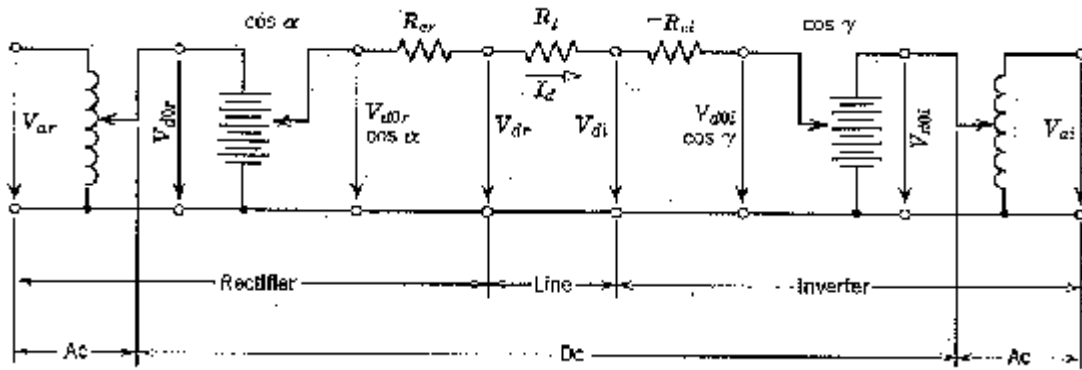 cos α R_cr R_l −R_ci cos γ
I_d
V_ar V_d0r V_d0r cos α V_dr V_di V_d0i cos γ V_d0i V_ai
Rectifier Line Inverter
Ac Dc Ac